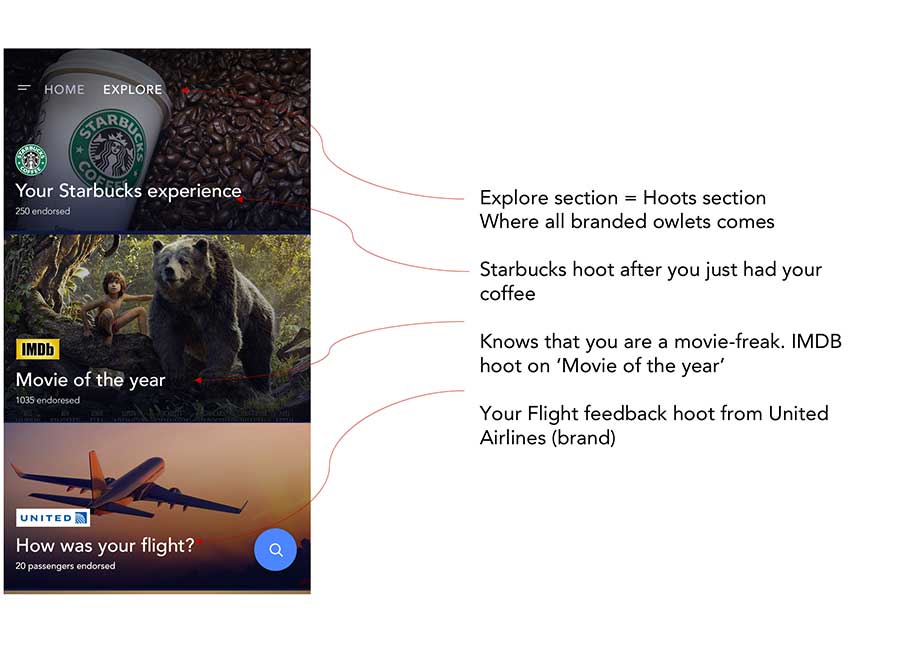 HOME EXPLORE
STARBUCKS
COFFEE
Your Starbucks experience
250 endorsed
IMDb
Movie of the year
1035 endoresed
UNITED
How was your flight?
20 passengers endorsed
Explore section = Hoots section
Where all branded owlets comes
Starbucks hoot after you just had your
coffee
Knows that you are a movie-freak. IMDB
hoot on ‘Movie of the year’
Your Flight feedback hoot from United
Airlines (brand)